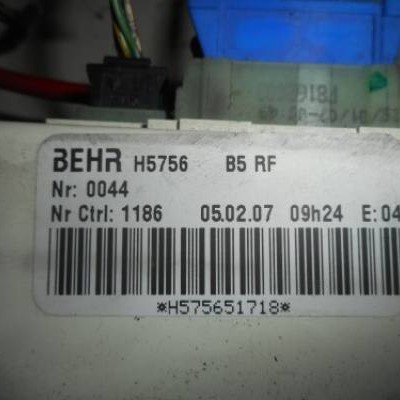 BEHR H5756 B5 RF
Nr: 0044
Nr Ctrl: 1186 05.02.07 09h24 E: 04
*H575651718*